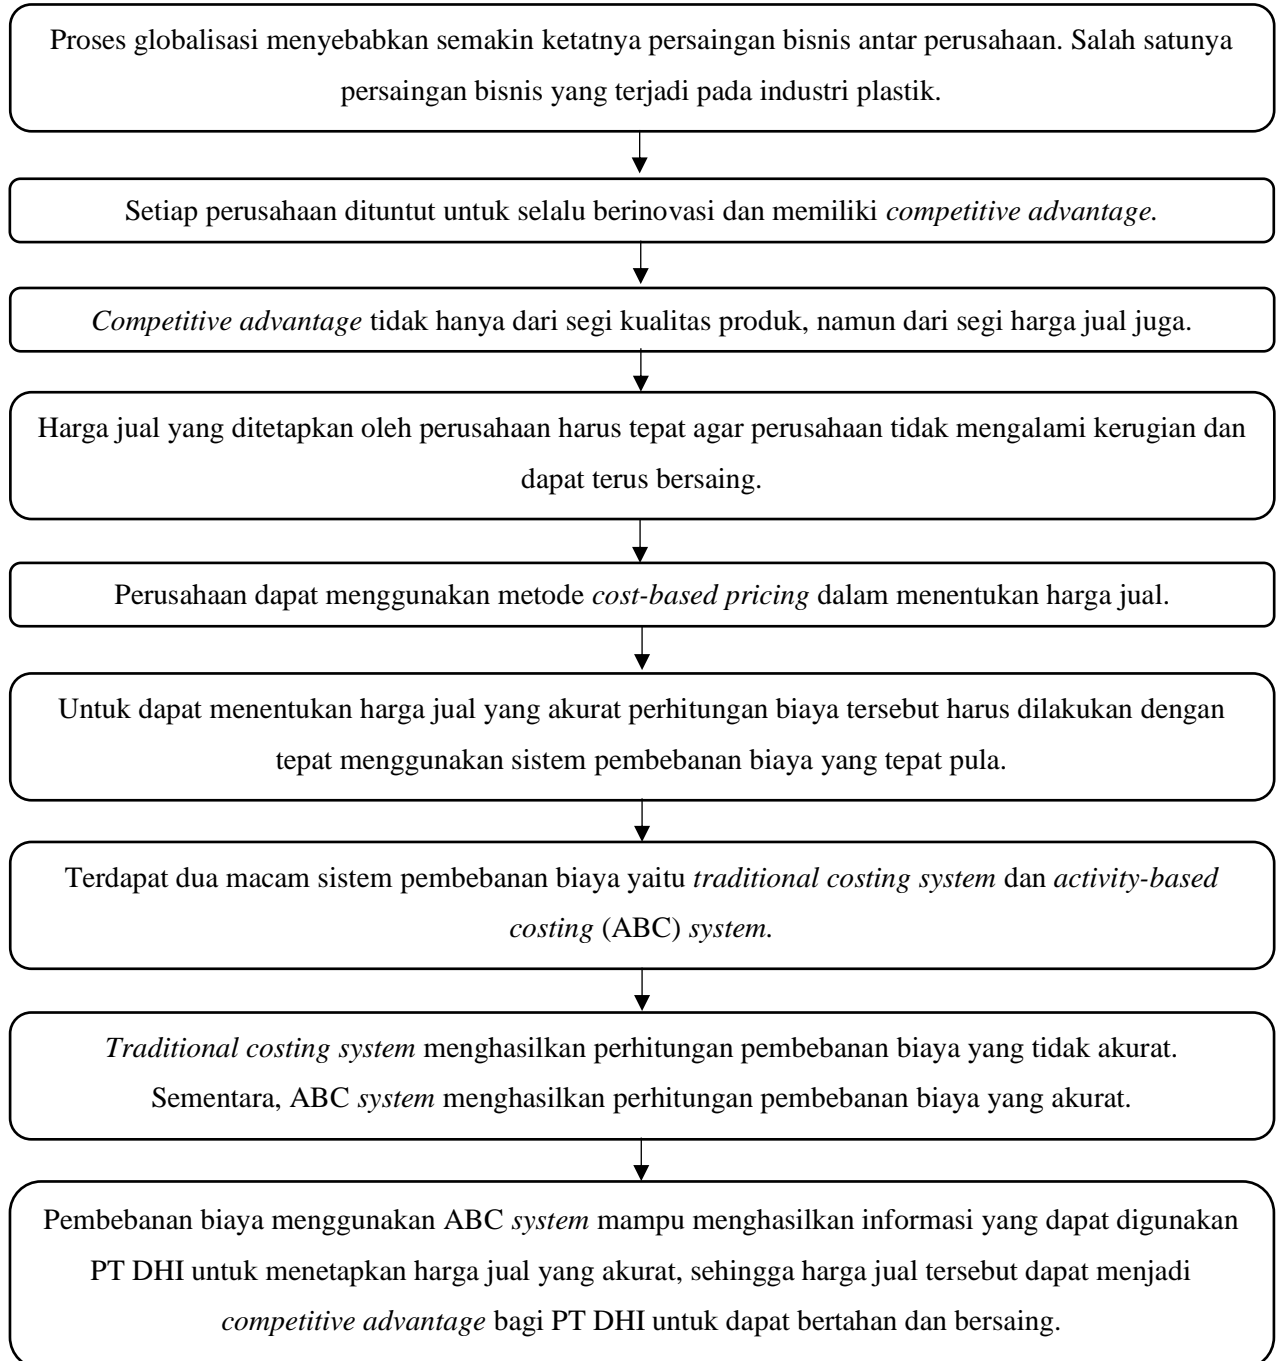 Proses globalisasi menyebabkan semakin ketatnya persaingan bisnis antar perusahaan. Salah satunya
persaingan bisnis yang terjadi pada industri plastik.
Setiap perusahaan dituntut untuk selalu berinovasi dan memiliki competitive advantage.
Competitive advantage tidak hanya dari segi kualitas produk, namun dari segi harga jual juga.
Harga jual yang ditetapkan oleh perusahaan harus tepat agar perusahaan tidak mengalami kerugian dan
dapat terus bersaing.
Perusahaan dapat menggunakan metode cost-based pricing dalam menentukan harga jual.
Untuk dapat menentukan harga jual yang akurat perhitungan biaya tersebut harus dilakukan dengan
tepat menggunakan sistem pembebanan biaya yang tepat pula.
Terdapat dua macam sistem pembebanan biaya yaitu traditional costing system dan activity-based
costing (ABC) system.
Traditional costing system menghasilkan perhitungan pembebanan biaya yang tidak akurat.
Sementara, ABC system menghasilkan perhitungan pembebanan biaya yang akurat.
Pembebanan biaya menggunakan ABC system mampu menghasilkan informasi yang dapat digunakan
PT DHI untuk menetapkan harga jual yang akurat, sehingga harga jual tersebut dapat menjadi
competitive advantage bagi PT DHI untuk dapat bertahan dan bersaing.